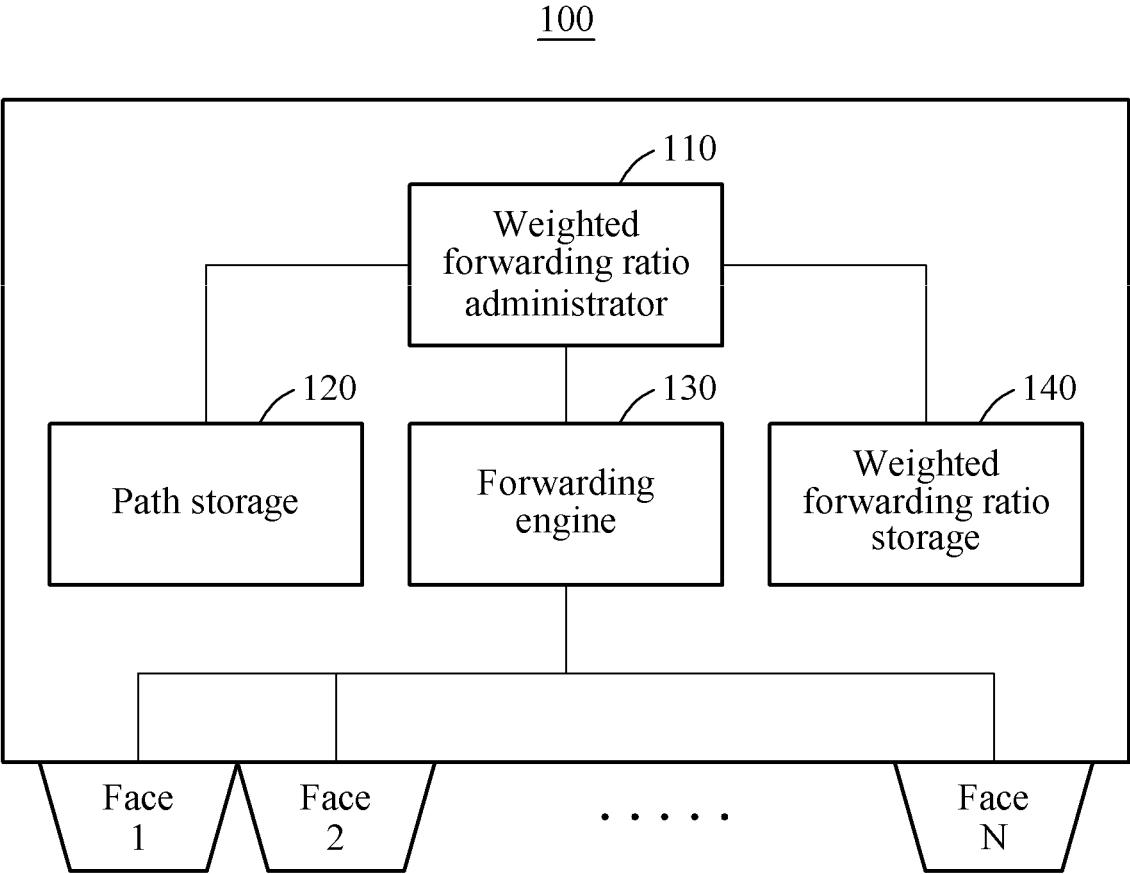 100
110
Weighted
forwarding ratio
administrator
120
130
140
Path storage
Forwarding
engine
Weighted
forwarding ratio
storage
Face
1
Face
2
. . . . .
Face
N